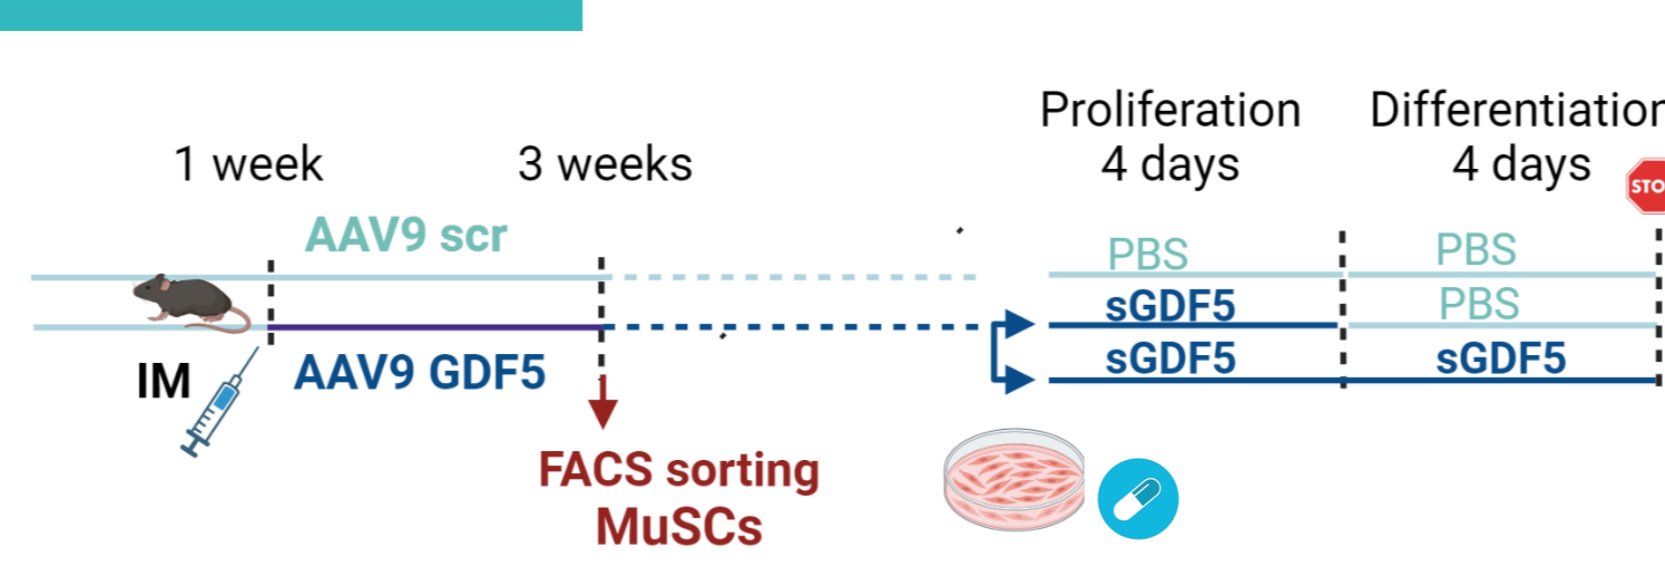 Proliferation
4 days
Differentiation
4 days
1 week
3 weeks
STO
AAV9 scr
PBS
PBS
sGDF5
PBS
IM
AAV9 GDF5
sGDF5
sGDF5
FACS sorting
MuSCs